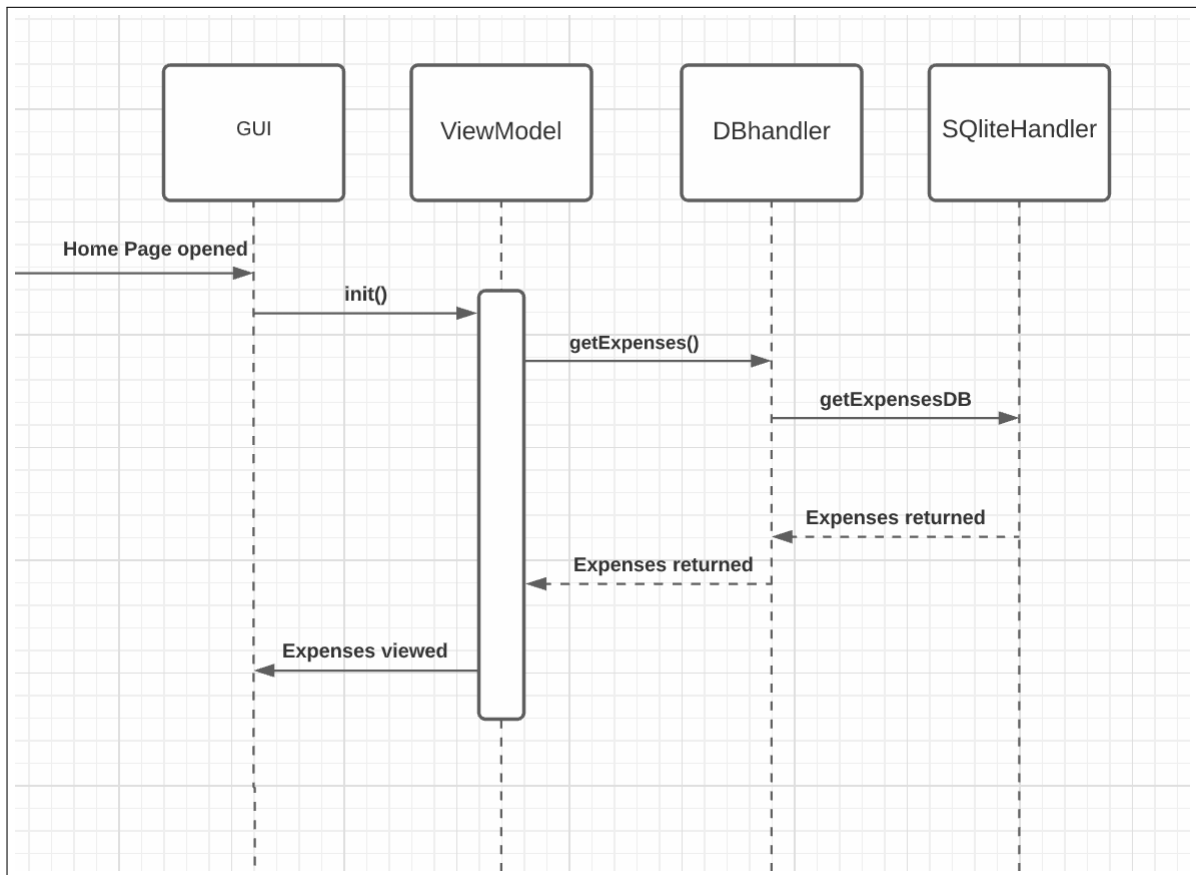 GUI
ViewModel
DBhandler
SQliteHandler
Home Page opened
init()
getExpenses()
getExpensesDB
Expenses returned
Expenses returned
Expenses viewed